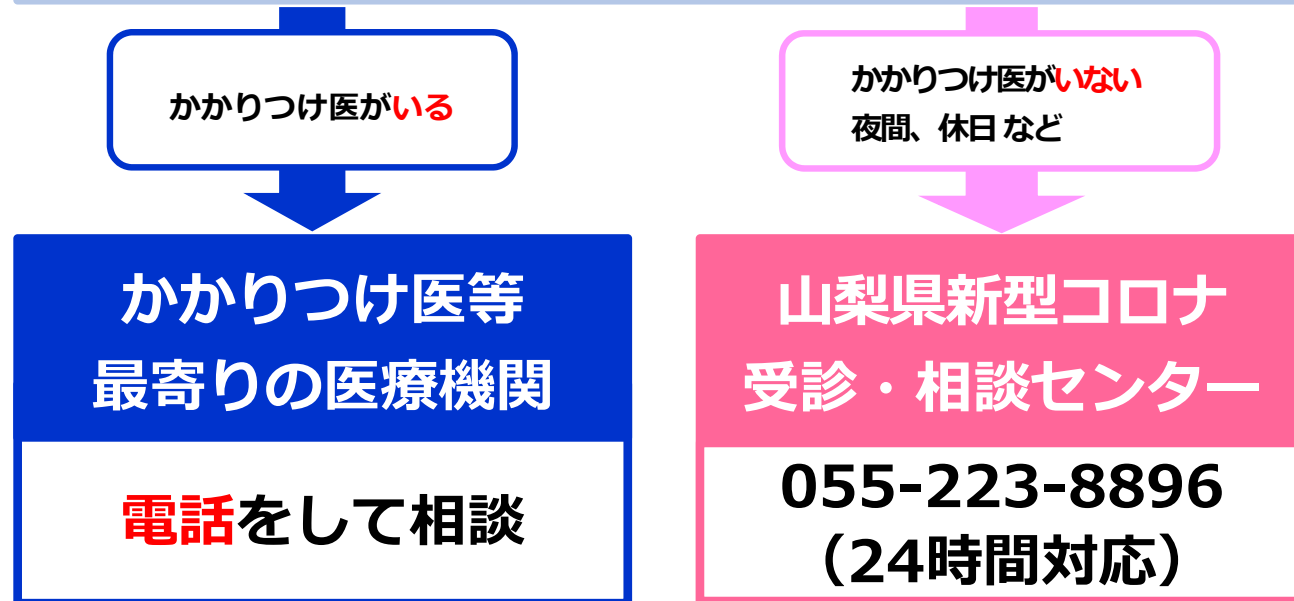 かかりつけ医がいる
かかりつけ医がいない
夜間、休日 など
かかりつけ医等
最寄りの医療機関
電話をして相談
山梨県新型コロナ
受診・相談センター
055-223-8896
（24時間対応）